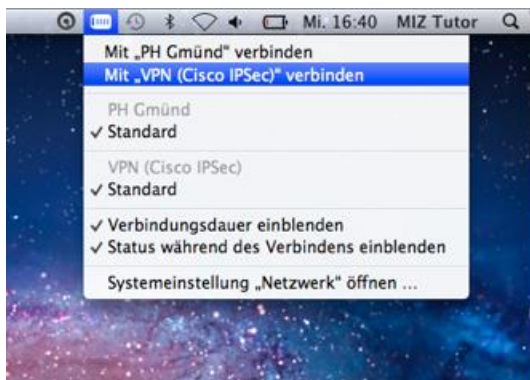 Mi. 16:40 MIZ Tutor
Mit „PH Gmünd“ verbinden
Mit „VPN (Cisco IPSec)“ verbinden
PH Gmünd
✓ Standard
VPN (Cisco IPSec)
✓ Standard
✓ Verbindungsdauer einblenden
✓ Status während des Verbindens einblenden
Systemeinstellung „Netzwerk“ öffnen ...